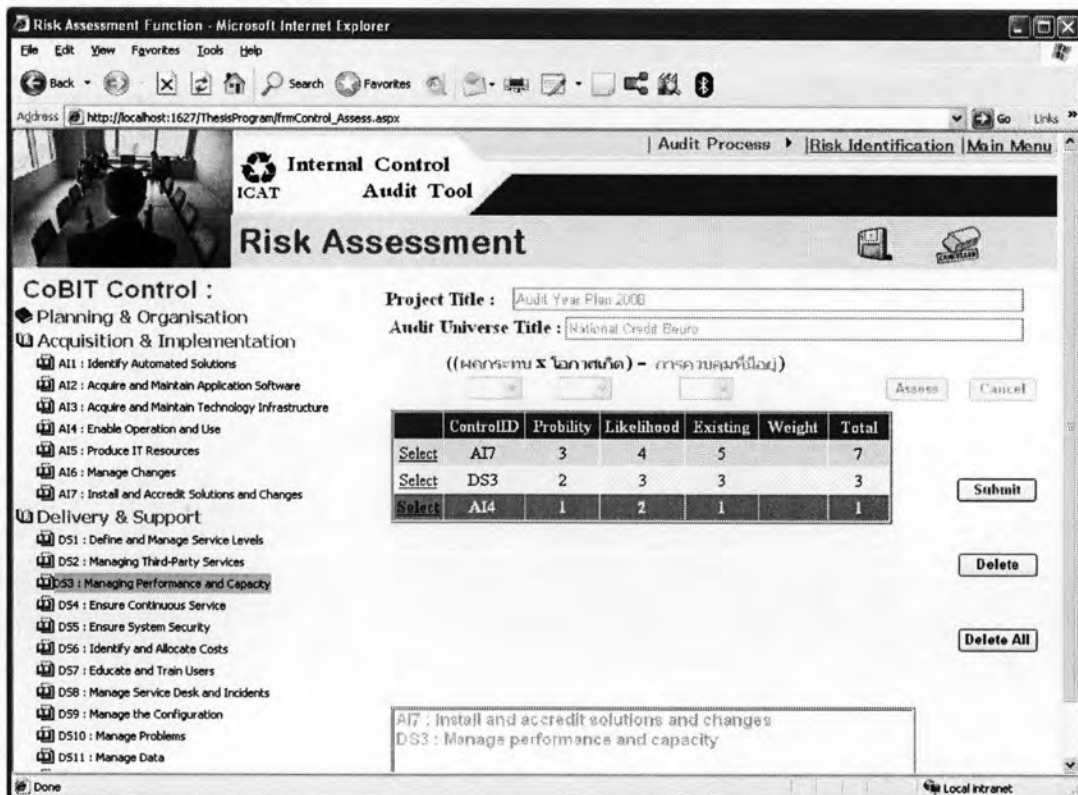 Risk Assessment Function - Microsoft Internet Explorer
File Edit View Favorites Tools Help
Back Search Favorites
Address http://localhost:1627/ThesisProgram/frmControl_Assess.aspx Go Links »
| Audit Process |Risk Identification |Main Menu
Internal Control
ICAT Audit Tool
Risk Assessment
CANCELLED
CoBIT Control :
Planning & Organisation
Acquisition & Implementation
AI1 : Identify Automated Solutions
AI2 : Acquire and Maintain Application Software
AI3 : Acquire and Maintain Technology Infrastructure
AI4 : Enable Operation and Use
AI5 : Produce IT Resources
AI6 : Manage Changes
AI7 : Install and Accredit Solutions and Changes
Delivery & Support
DS1 : Define and Manage Service Levels
DS2 : Managing Third-Party Services
DS3 : Managing Performance and Capacity
DS4 : Ensure Continuous Service
DS5 : Ensure System Security
DS6 : Identify and Allocate Costs
DS7 : Educate and Train Users
DS8 : Manage Service Desk and Incidents
DS9 : Manage the Configuration
DS10 : Manage Problems
DS11 : Manage Data
Project Title : Audit Year Plan 2008
Audit Universe Title : National Credit Beuro
((ผลกระทบ x โอกาสเกิด) - การควบคุมที่มีอยู่)
Assess Cancel
ControlID Probility Likelihood Existing Weight Total
Select AI7 3 4 5 7
Select DS3 2 3 3 3
Select AI4 1 2 1 1
Submit
Delete
Delete All
AI7 : Install and accredit solutions and changes
DS3 : Manage performance and capacity
Done Local intranet